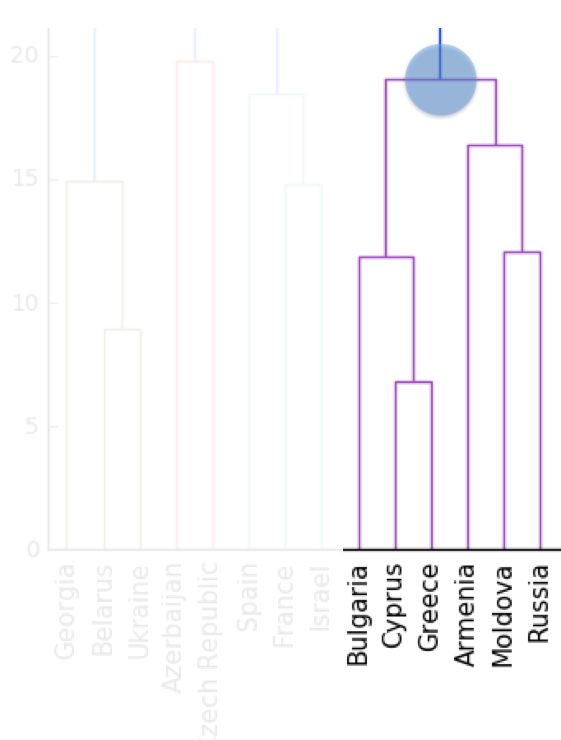 20
15
10
5
0
Georgia
Belarus
Ukraine
Azerbaijan
zech Republic
Spain
France
Israel
Bulgaria
Cyprus
Greece
Armenia
Moldova
Russia